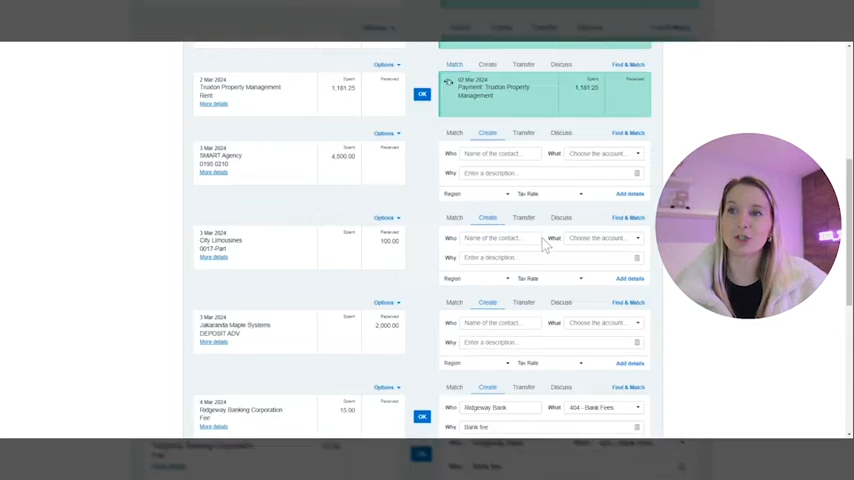 Options
Match Create Transfer Discuss Find & Match
2 Mar 2024
Truxton Property Management
Rent
More details
Spent
1,181.25
Received
OK
02 Mar 2024
Payment: Truxton Property
Management
Spent
1,181.25
Received
Options
Match Create Transfer Discuss Find & Match
3 Mar 2024
SMART Agency
0195 0210
More details
Spent
4,500.00
Received
Who Name of the contact... What Choose the account...
Why Enter a description...
Region Tax Rate Add details
Options
Match Create Transfer Discuss Find & Match
3 Mar 2024
City Limousines
0017-Part
More details
Spent
Received
100.00
Who Name of the contact... What Choose the account...
Why Enter a description...
Region Tax Rate Add details
Options
Match Create Transfer Discuss Find & Match
3 Mar 2024
Jakaranda Maple Systems
DEPOSIT ADV
More details
Spent
Received
2,000.00
Who Name of the contact... What Choose the account...
Why Enter a description...
Region Tax Rate Add details
Options
Match Create Transfer Discuss Find & Match
4 Mar 2024
Ridgeway Banking Corporation
Fee
More details
Spent
15.00
Received
OK
Who Ridgeway Bank What 404 - Bank Fees
Why Bank fee